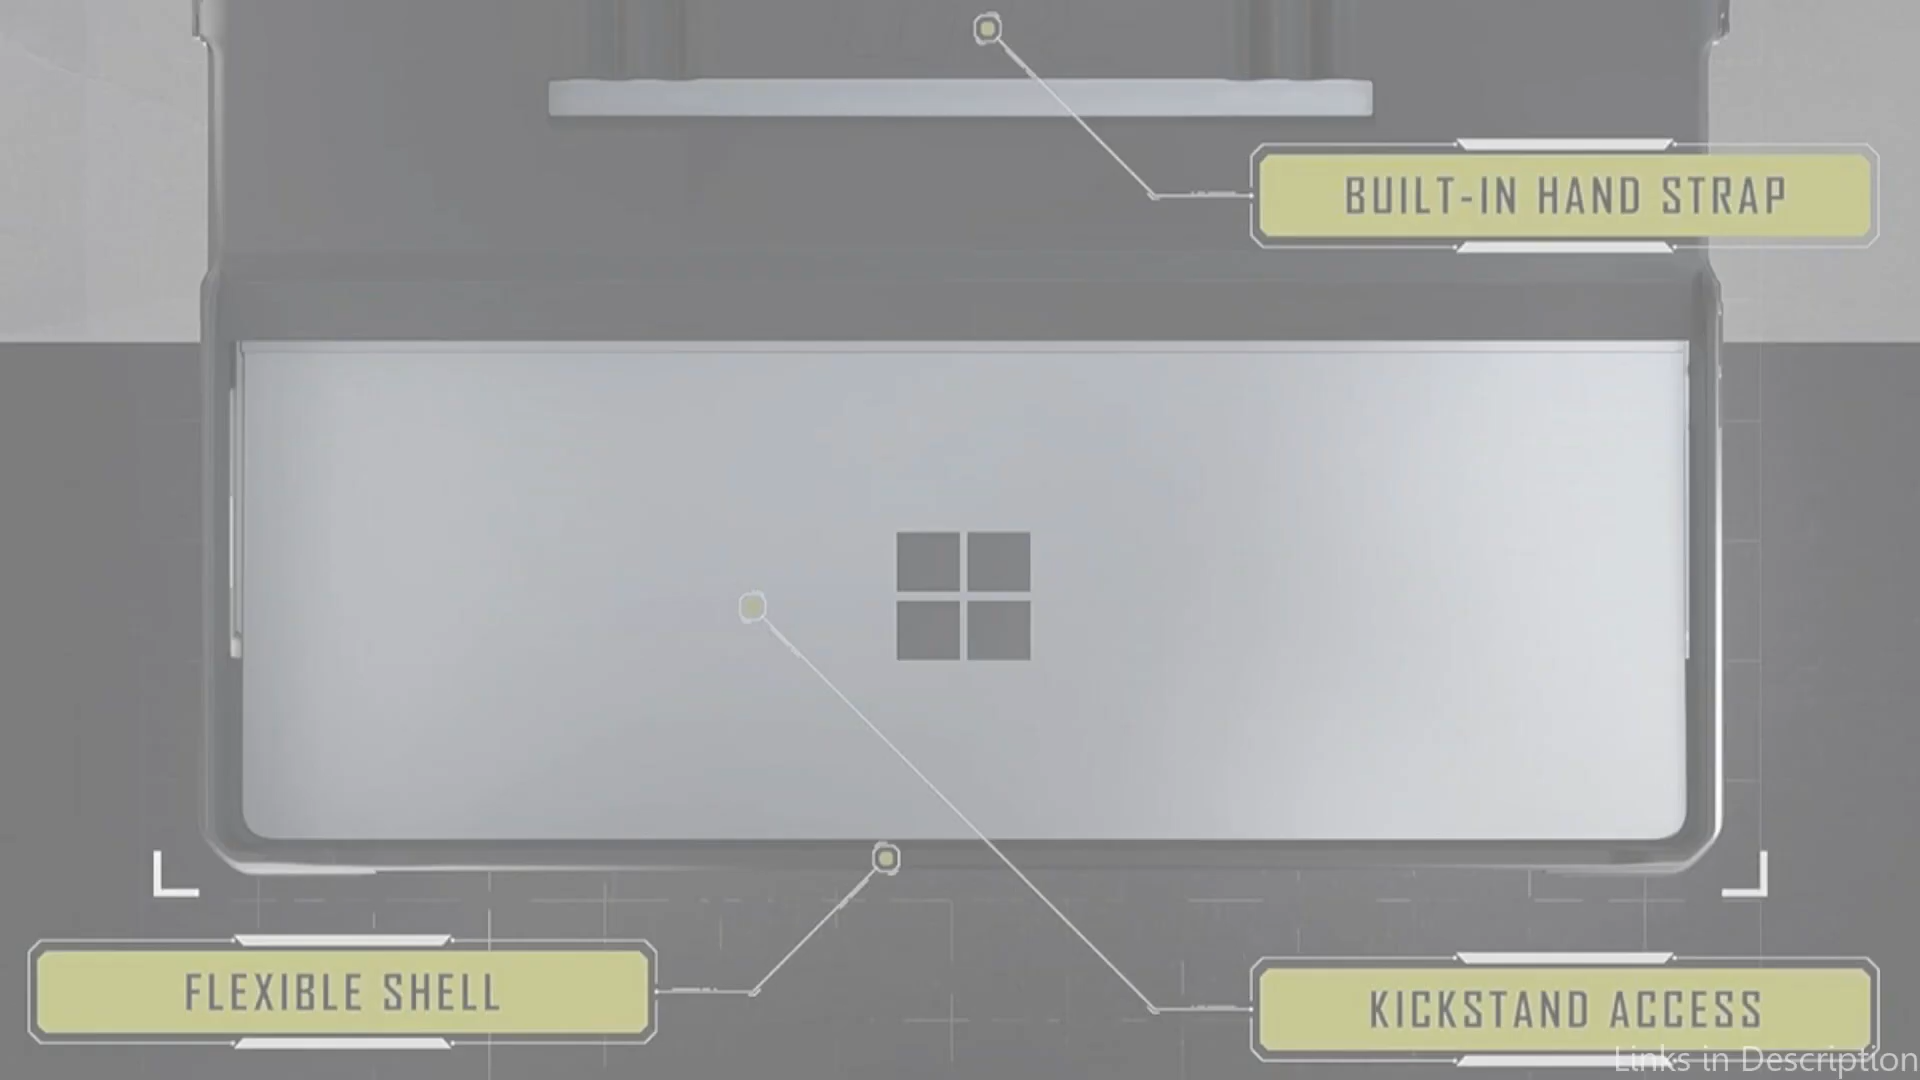 BUILT-IN HAND STRAP
FLEXIBLE SHELL
KICKSTAND ACCESS
Links in Description